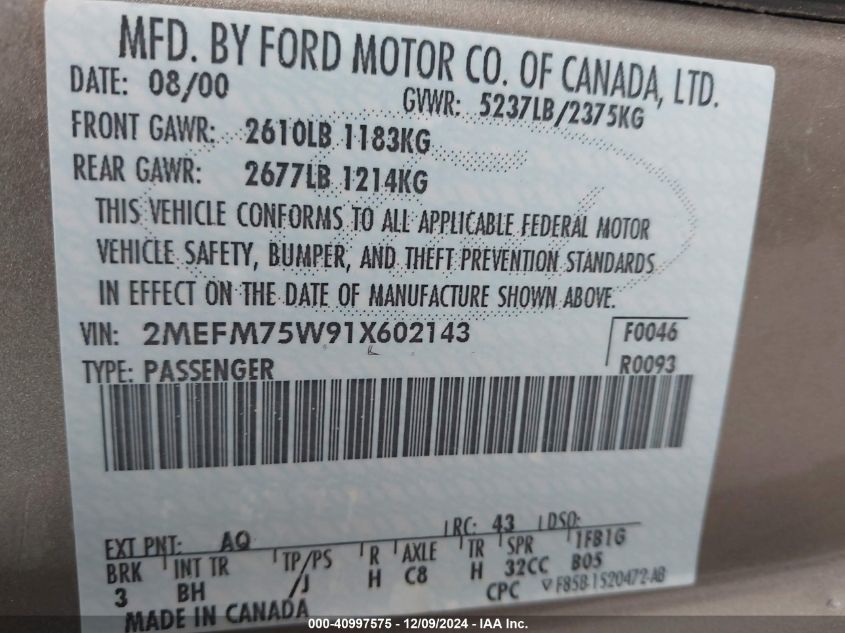 MFD. BY FORD MOTOR CO. OF CANADA, LTD.
DATE: 08/00 GVWR: 5237LB/2375KG
FRONT GAWR: 2610LB 1183KG
REAR GAWR: 2677LB 1214KG
THIS VEHICLE CONFORMS TO ALL APPLICABLE FEDERAL MOTOR
VEHICLE SAFETY, BUMPER, AND THEFT PREVENTION STANDARDS
IN EFFECT ON THE DATE OF MANUFACTURE SHOWN ABOVE.
VIN: 2MEFM75W91X602143 F0046
TYPE: PASSENGER R0093
EXT PNT: AQ RC: 43 DSO:
BRK INT TR TP/PS R AXLE TR SPR 1FB1G
3 BH /J H C8 H 32CC B05
MADE IN CANADA CPC F85B-1520472-AB
000-40997575 - 12/09/2024 - IAA Inc.